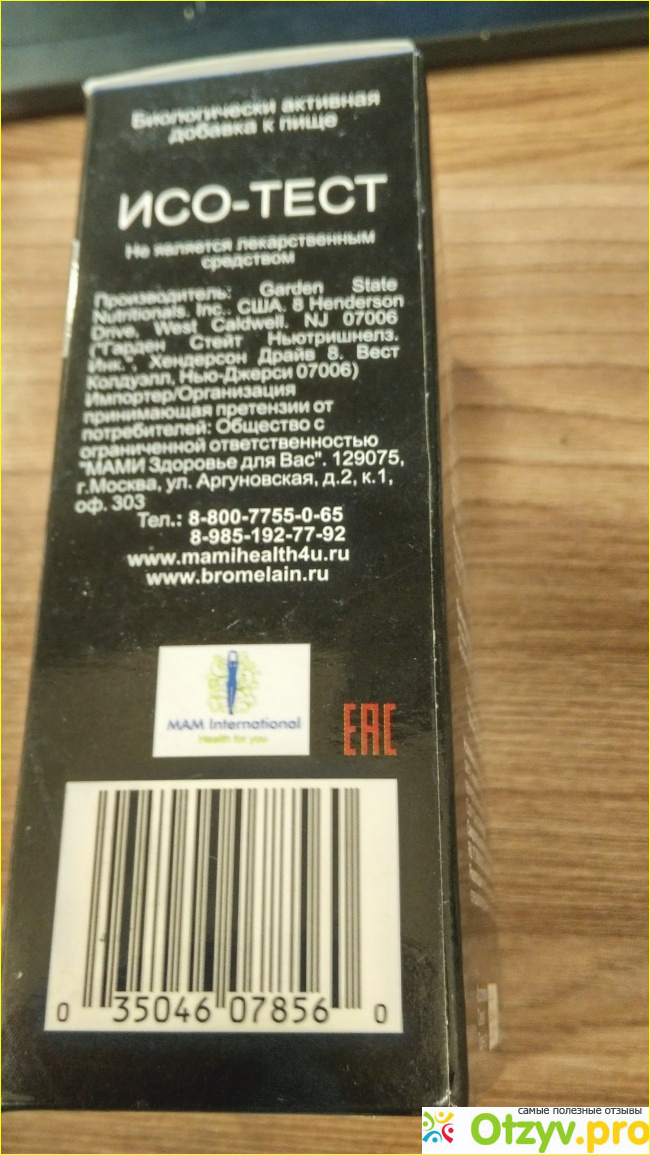 Биологически активная
добавка к пище
ИСО-ТЕСТ
Не является лекарственным
средством
Производитель: Garden State
Nutritionals, Inc., США. 8 Henderson
Drive, West Caldwell, NJ 07006
("Гарден Стейт Ньютришнелз.
Инк.", Хендерсон Драйв 8. Вест
Колдуэлл, Нью-Джерси 07006)
Импортер/Организация
принимающая претензии от
потребителей: Общество с
ограниченной ответственностью
"МАМИ Здоровье для Вас". 129075,
г.Москва, ул. Аргуновская, д.2, к.1,
оф. 303
Тел.: 8-800-7755-0-65
8-985-192-77-92
www.mamihealth4u.ru
www.bromelain.ru
MAM International
Health for you
EAC
0 35046 07856 0
самые полезные отзывы
Otzyv.pro